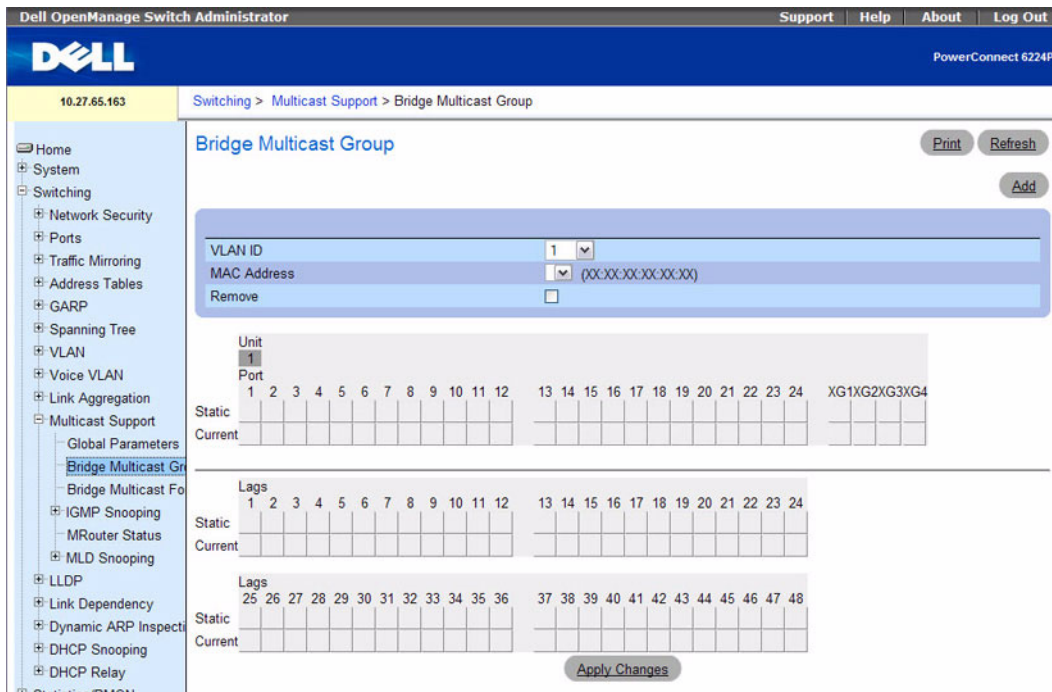 Dell OpenManage Switch Administrator
Support Help About Log Out
DELL
PowerConnect 6224P
10.27.65.163
Switching > Multicast Support > Bridge Multicast Group
Home
System
Switching
Network Security
Ports
Traffic Mirroring
Address Tables
GARP
Spanning Tree
VLAN
Voice VLAN
Link Aggregation
Multicast Support
Global Parameters
Bridge Multicast Gr
Bridge Multicast Fo
IGMP Snooping
MRouter Status
MLD Snooping
LLDP
Link Dependency
Dynamic ARP Inspecti
DHCP Snooping
DHCP Relay
Bridge Multicast Group
Print Refresh
Add
VLAN ID 1
MAC Address (XX:XX:XX:XX:XX:XX)
Remove
Unit
1
Port
1 2 3 4 5 6 7 8 9 10 11 12 13 14 15 16 17 18 19 20 21 22 23 24 XG1XG2XG3XG4
Static
Current
Lags
1 2 3 4 5 6 7 8 9 10 11 12 13 14 15 16 17 18 19 20 21 22 23 24
Static
Current
Lags
25 26 27 28 29 30 31 32 33 34 35 36 37 38 39 40 41 42 43 44 45 46 47 48
Static
Current
Apply Changes